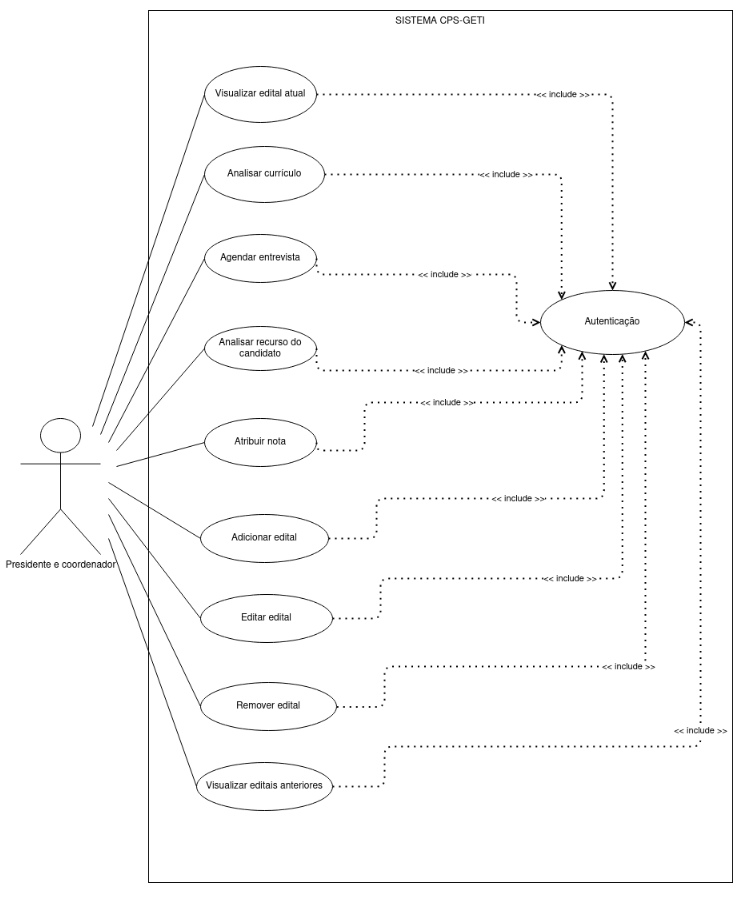 SISTEMA CPS-GETI
Visualizar edital atual
<< include >>
Analisar currículo
<< include >>
Agendar entrevista
<< include >>
Autenticação
Analisar recurso do
candidato
<< include >>
<< include >>
Atribuir nota
<< include >>
Adicionar edital
Presidente e coordenador
<< include >>
Editar edital
<< include >>
Remover edital
<< include >>
Visualizar editais anteriores